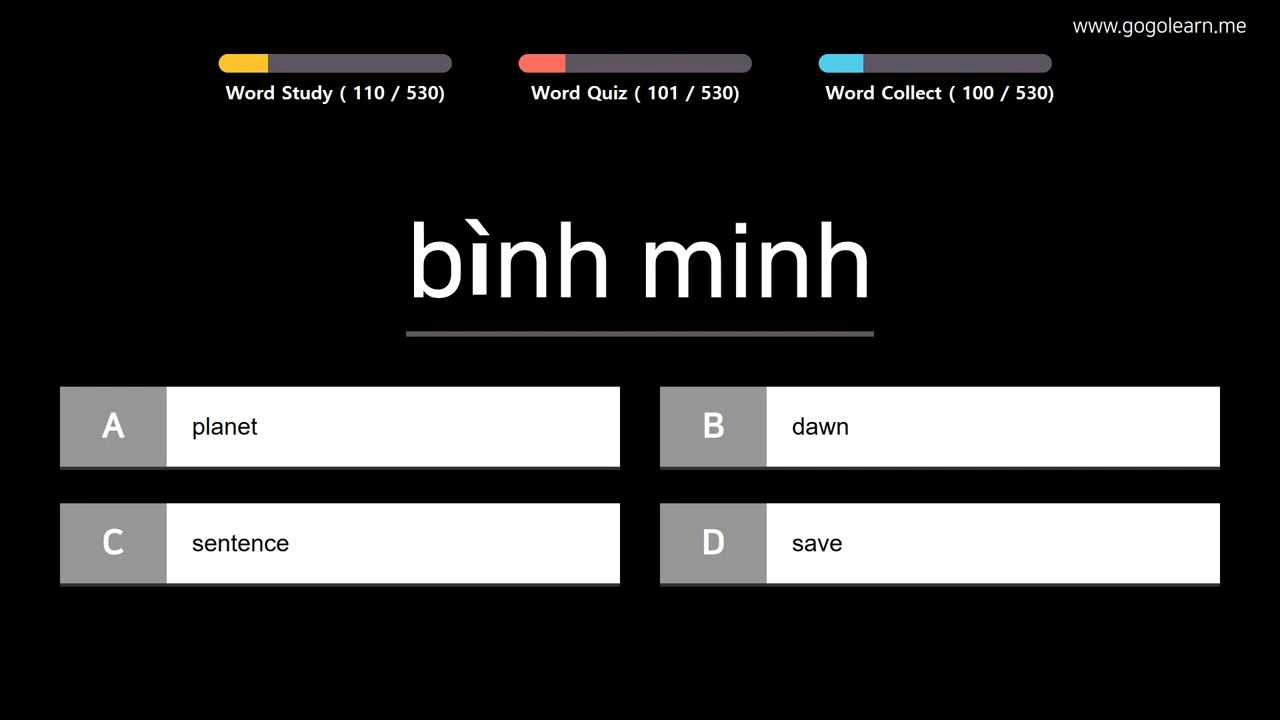 www.gogolearn.me
Word Study ( 110 / 530)
Word Quiz ( 101 / 530)
Word Collect ( 100 / 530)
bình minh
A planet
B dawn
C sentence
D save